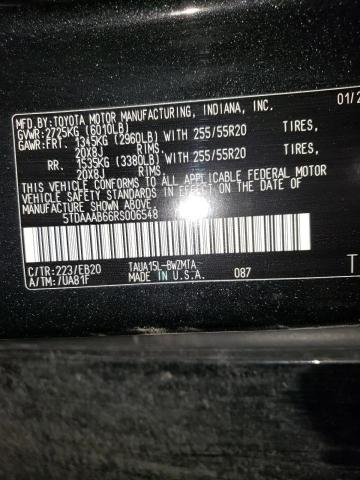 MFD.BY:TOYOTA MOTOR MANUFACTURING, INDIANA, INC. 01/2
GVWR:2725KG (6010LB)
GAWR:FRT. 1345KG (2960LB) WITH 255/55R20 TIRES,
20X8J RIMS,
RR. 1535KG (3380LB) WITH 255/55R20 TIRES,
20X8J RIMS.
THIS VEHICLE CONFORMS TO ALL APPLICABLE FEDERAL MOTOR
VEHICLE SAFETY STANDARDS IN EFFECT ON THE DATE OF
MANUFACTURE SHOWN ABOVE.
5TDAAAB66RS006548
C/TR:223/EB20 TAUA15L-BWZMTA
A/TM:/UA81F MADE IN U.S.A. 087
T